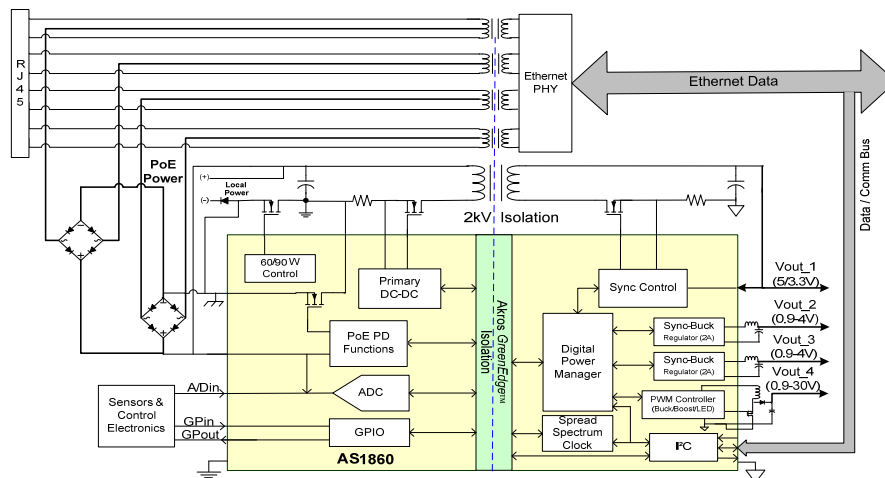 RJ45
Ethernet
PHY
Ethernet Data
Data / Comm Bus
PoE
Power
(+)
(-)
Local
Power
2kV Isolation
60/90 W
Control
Primary
DC-DC
PoE PD
Functions
ADC
GPIO
AS1860
Akros GreenEdge™
Isolation
Sync Control
Digital
Power
Manager
Sync-Buck
Regulator (2A)
Sync-Buck
Regulator (2A)
PWM Controller
(Buck/Boost/LED)
Spread
Spectrum
Clock
I²C
Vout_1
(5/3.3V)
Vout_2
(0.9-4V)
Vout_3
(0.9-4V)
Vout_4
(0.9-30V)
Sensors &
Control
Electronics
A/Din
GPin
GPout